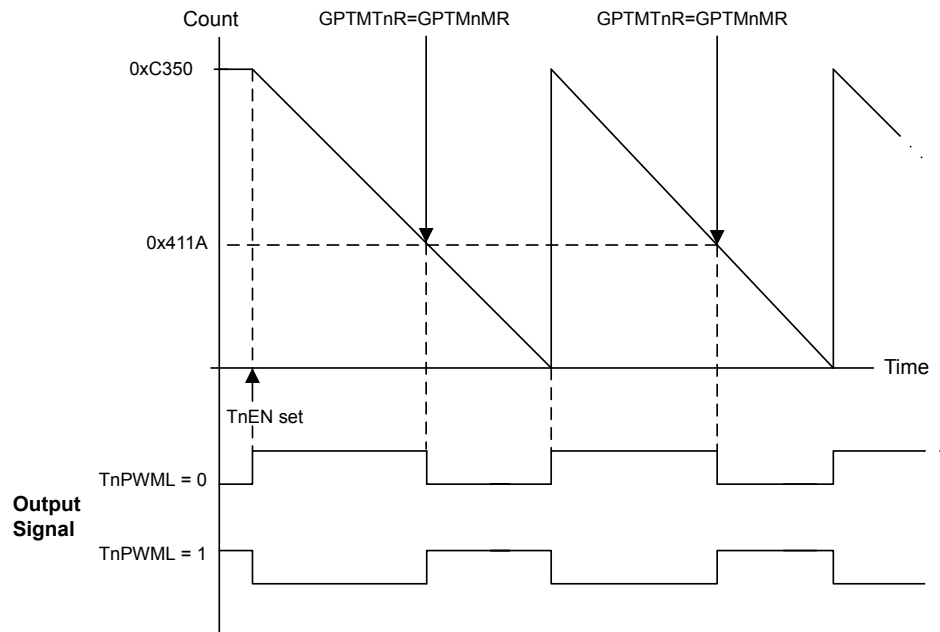 Count
GPTMTnR=GPTMnMR
GPTMTnR=GPTMnMR
0xC350
0x411A
Time
TnEN set
TnPWML = 0
Output
Signal
TnPWML = 1